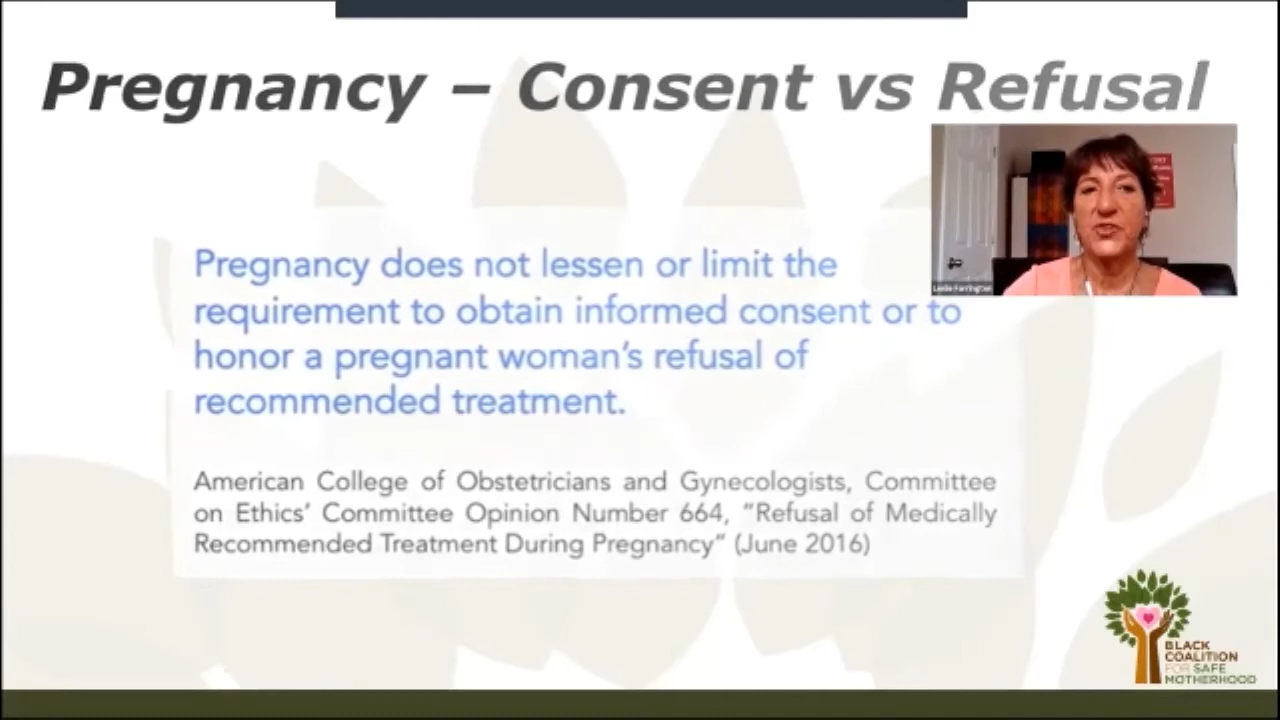 Pregnancy – Consent vs Refusal
Leslie Farrington
Pregnancy does not lessen or limit the
requirement to obtain informed consent or to
honor a pregnant woman's refusal of
recommended treatment.
American College of Obstetricians and Gynecologists, Committee
on Ethics' Committee Opinion Number 664, "Refusal of Medically
Recommended Treatment During Pregnancy" (June 2016)
BLACK
COALITION
FOR SAFE
MOTHERHOOD